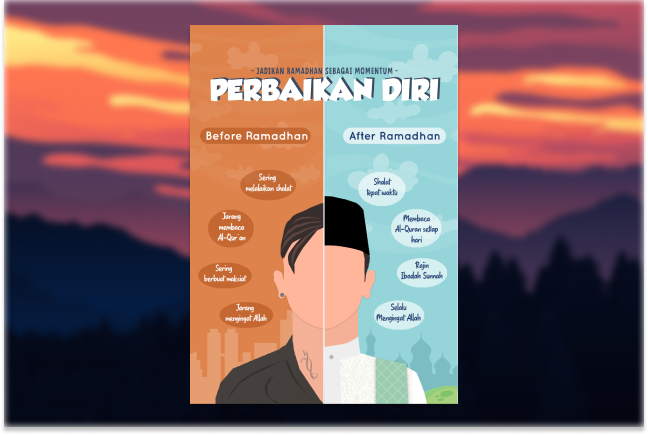 - JADIKAN RAMADHAN SEBAGAI MOMENTUM -
PERBAIKAN DIRI
Before Ramadhan
Sering
melalaikan shalat
Jarang
membaca
Al-Qur an
Sering
berbuat maksiat
Jarang
mengingat Allah
After Ramadhan
Shalat
tepat waktu
Membaca
Al-Quran setiap
hari
Rajin
Ibadah Sunnah
Selalu
Mengingat Allah